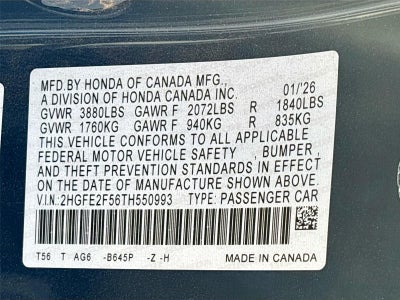 MFD.BY HONDA OF CANADA MFG.,
A DIVISION OF HONDA CANADA INC. 01/'26
GVWR 3880LBS GAWR F 2072LBS R 1840LBS
GVWR 1760KG GAWR F 940KG R 835KG
THIS VEHICLE CONFORMS TO ALL APPLICABLE
FEDERAL MOTOR VEHICLE SAFETY , BUMPER,
AND THEFT PREVENTION STANDARDS IN EFFECT ON
THE DATE OF MANUFACTURE SHOWN ABOVE.
V.I.N: 2HGFE2F56TH550993 TYPE: PASSENGER CAR
T56 T AG6 -B645P -Z -H MADE IN CANADA